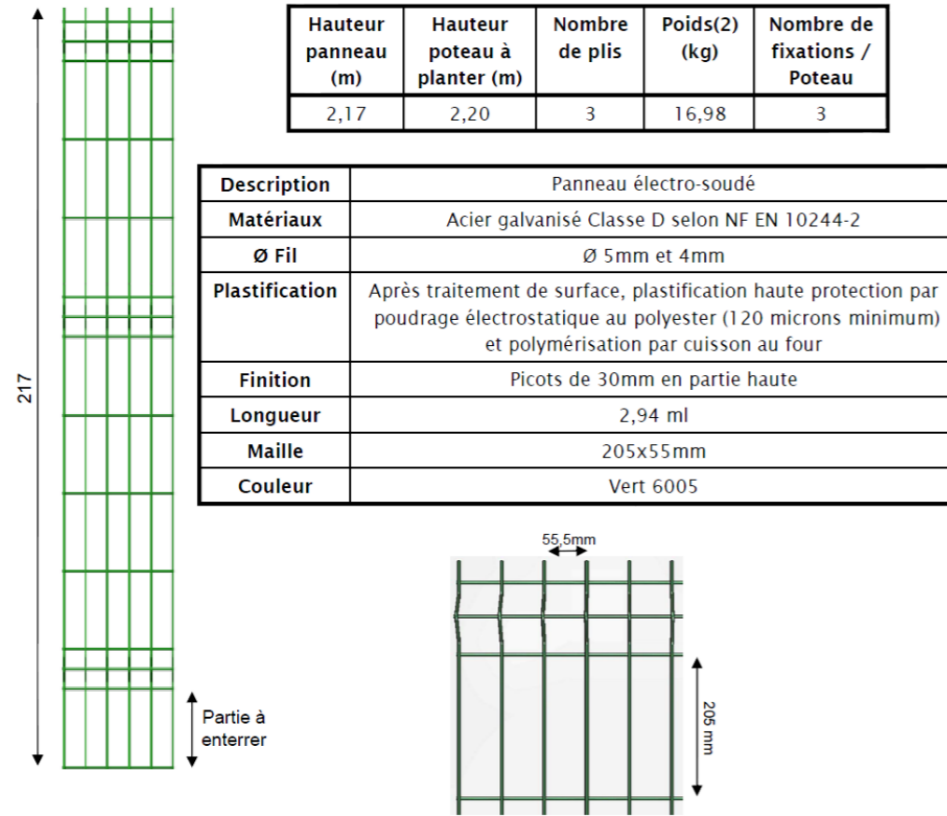 Hauteur panneau (m)
Hauteur poteau à planter (m)
Nombre de plis
Poids(2) (kg)
Nombre de fixations / Poteau
2,17
2,20
3
16,98
3
Description
Panneau électro-soudé
Matériaux
Acier galvanisé Classe D selon NF EN 10244-2
Ø Fil
Ø 5mm et 4mm
Plastification
Après traitement de surface, plastification haute protection par
poudrage électrostatique au polyester (120 microns minimum)
et polymérisation par cuisson au four
Finition
Picots de 30mm en partie haute
Longueur
2,94 ml
Maille
205x55mm
Couleur
Vert 6005
217
Partie à
enterrer
55,5mm
205 mm